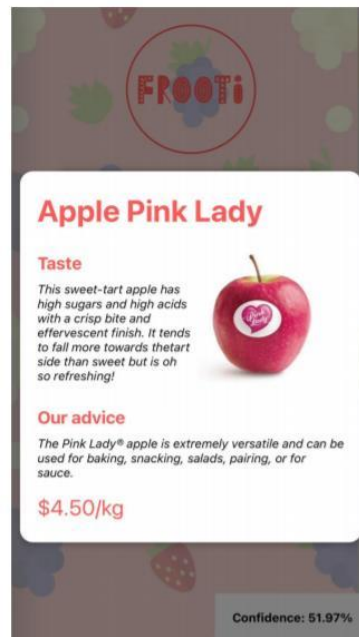 FROOTi
Apple Pink Lady
Taste
This sweet-tart apple has
high sugars and high acids
with a crisp bite and
effervescent finish. It tends
to fall more towards thetart
side than sweet but is oh
so refreshing!
Pink
Lady
Our advice
The Pink Lady® apple is extremely versatile and can be
used for baking, snacking, salads, pairing, or for
sauce.
$4.50/kg
Confidence: 51.97%